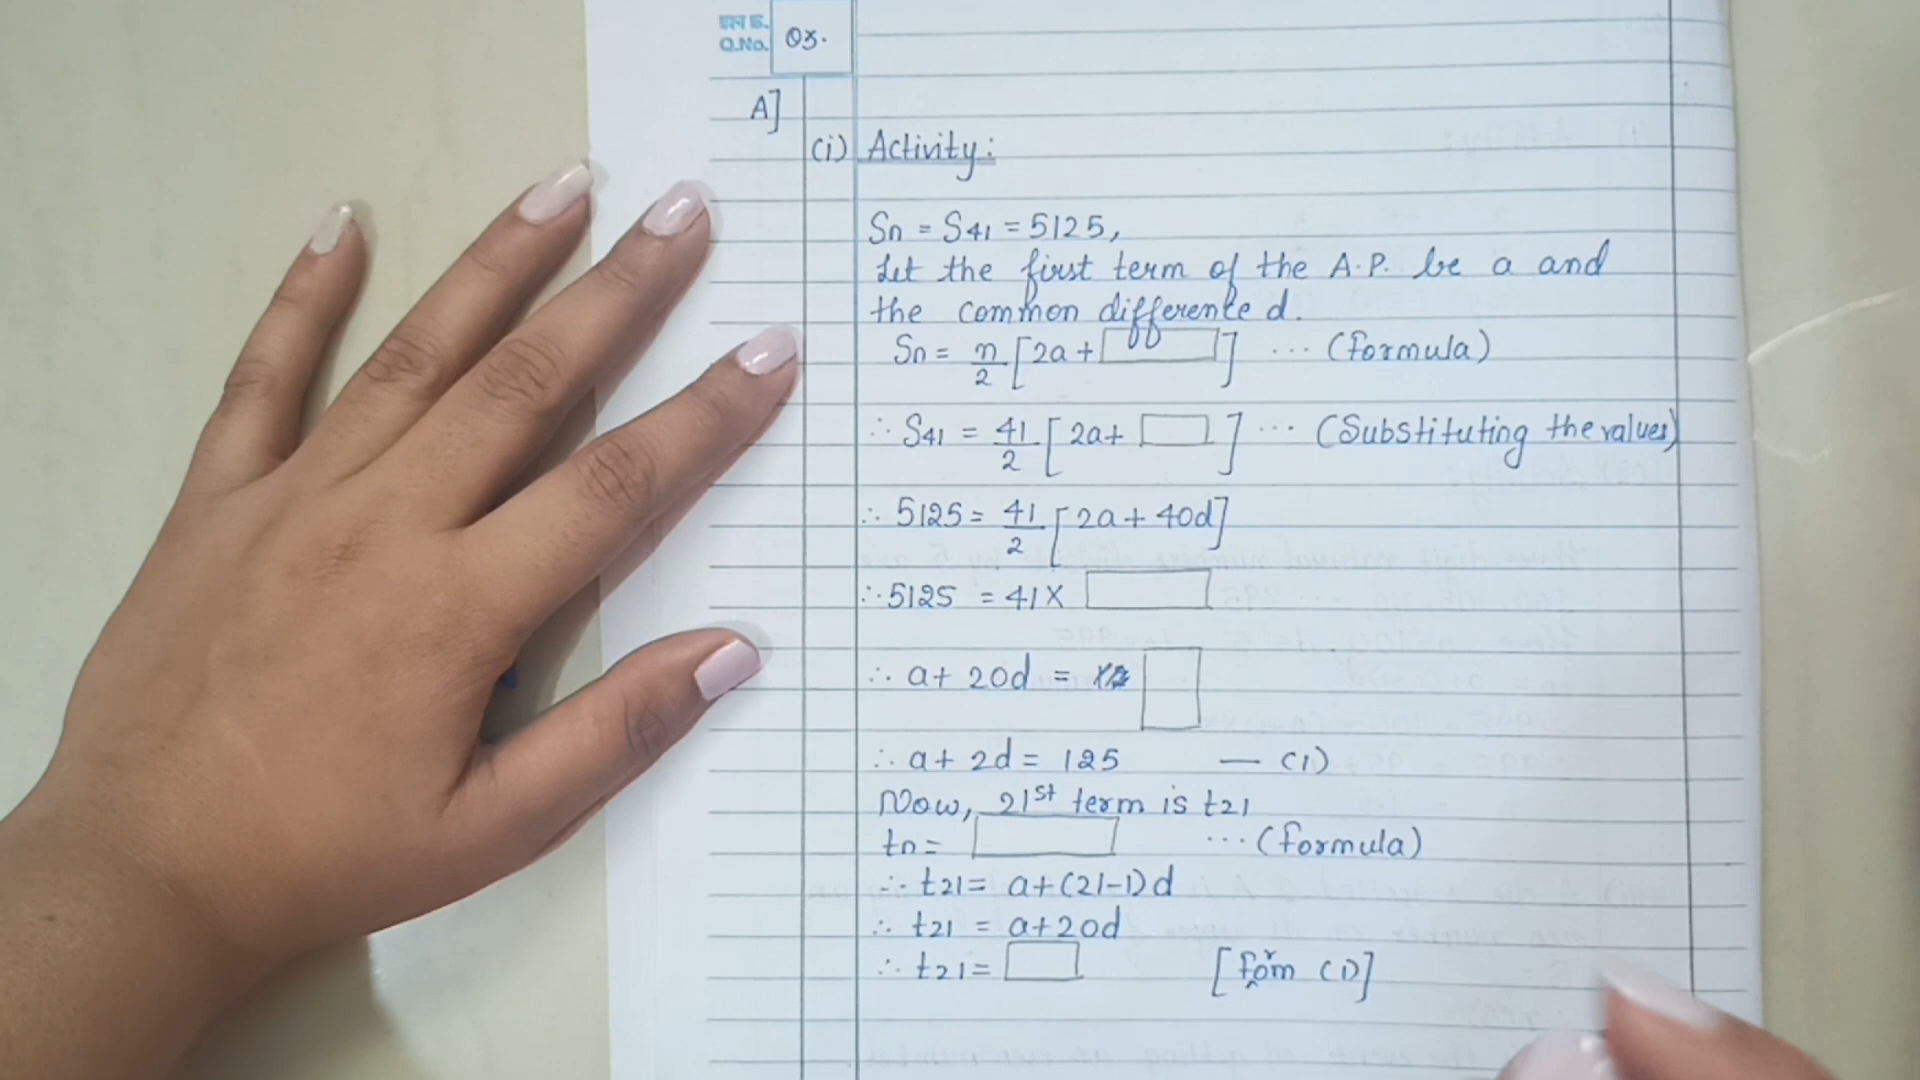 प्रश्न क्र.
Q.No. 03.
A]
(i) Activity:
Sn = S41 = 5125,
Let the first term of the A.P. be a and
the common difference d.
Sn = n/2 [2a + ] ... (formula)
∴ S41 = 41/2 [2a+ ] ... (Substituting the values)
∴ 5125 = 41/2 [2a + 40d]
∴ 5125 = 41 X
∴ a + 20d =
∴ a + 2d = 125 — (1)
Now, 21st term is t21
tn = ... (formula)
∴ t21 = a+(21-1)d
∴ t21 = a+20d
∴ t21 = [from (1)]